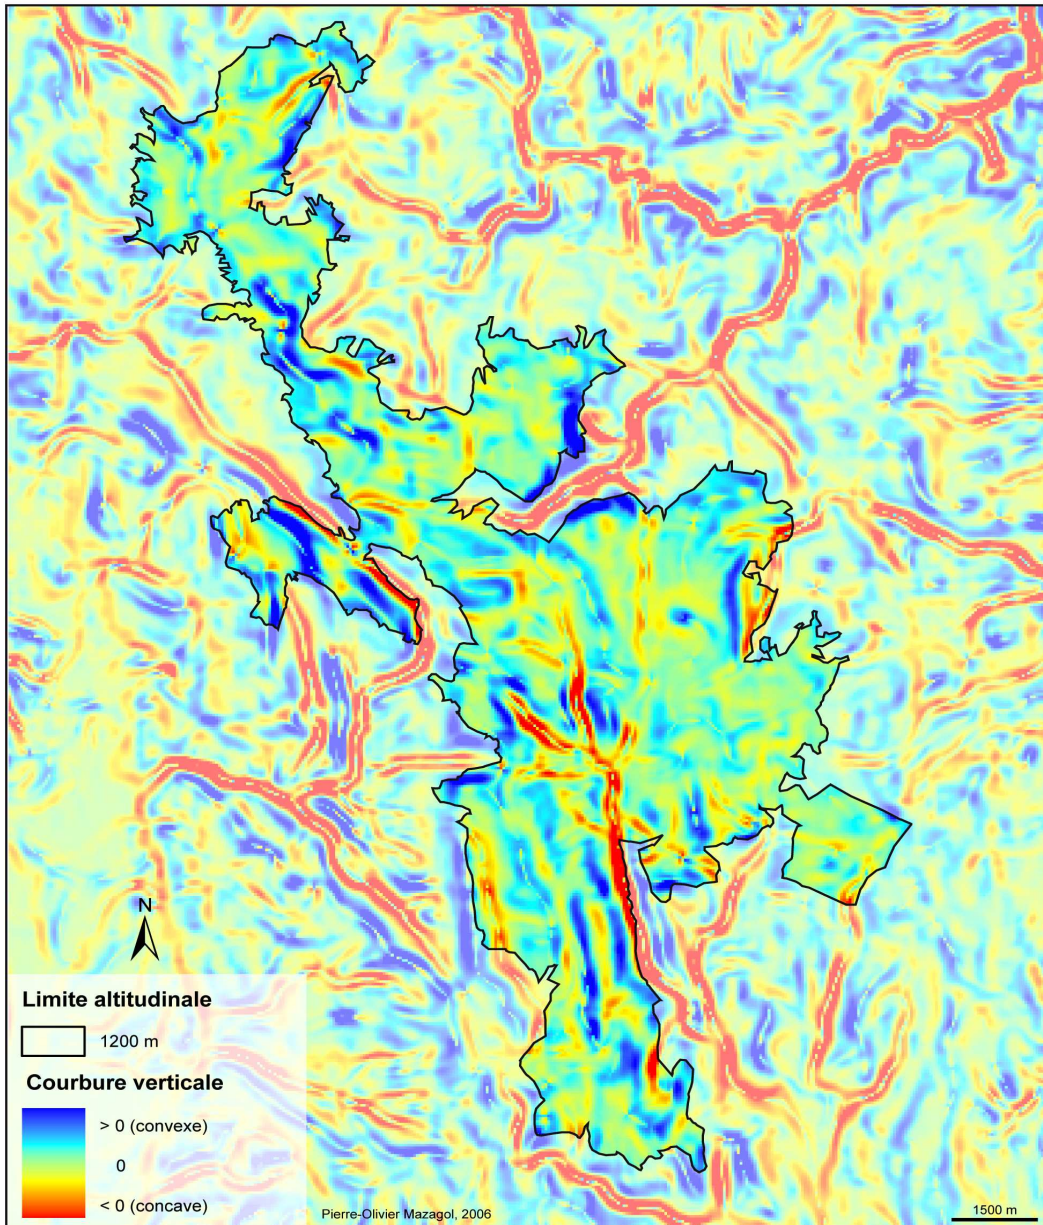 N
Limite altitudinale
1200 m
Courbure verticale
> 0 (convexe)
0
< 0 (concave)
Pierre-Olivier Mazagol, 2006
1500 m